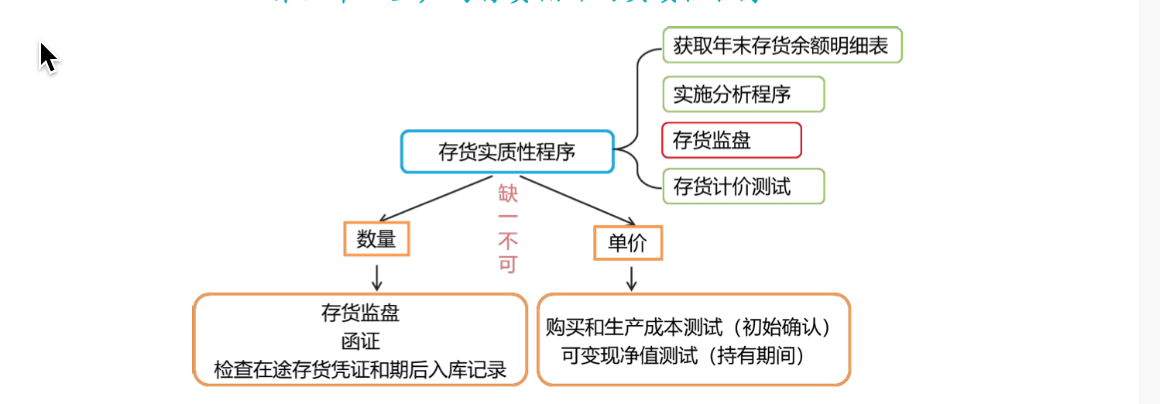 获取年末存货余额明细表
实施分析程序
存货监盘
存货计价测试
存货实质性程序
缺
一
不
可
数量
单价
存货监盘
函证
检查在途存货凭证和期后入库记录
购买和生产成本测试（初始确认）
可变现净值测试（持有期间）